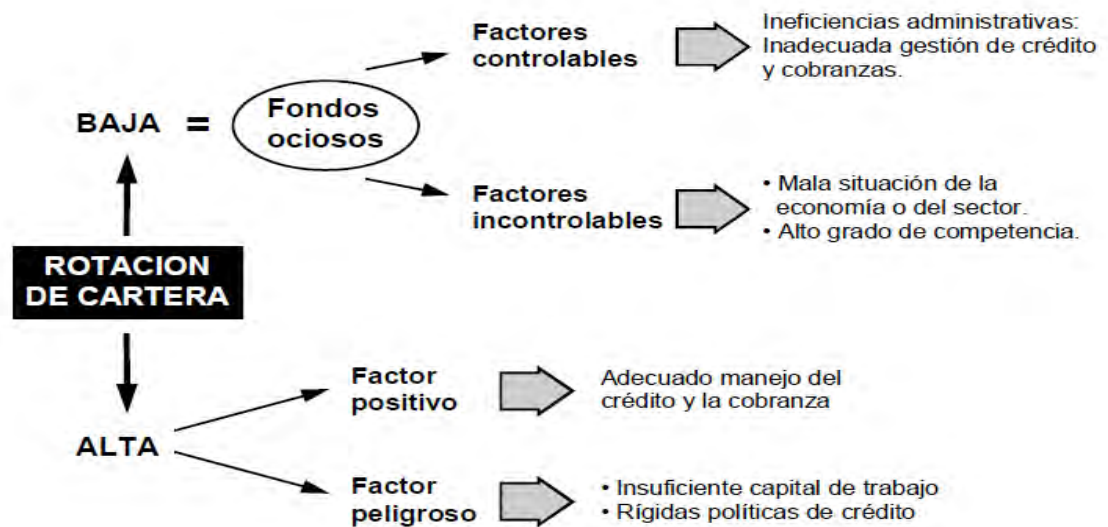 Factores
controlables
Ineficiencias administrativas:
Inadecuada gestión de crédito
y cobranzas.
BAJA =
Fondos
ociosos
Factores
incontrolables
• Mala situación de la
economía o del sector.
• Alto grado de competencia.
ROTACION
DE CARTERA
Factor
positivo
Adecuado manejo del
crédito y la cobranza
ALTA
Factor
peligroso
• Insuficiente capital de trabajo
• Rígidas políticas de crédito